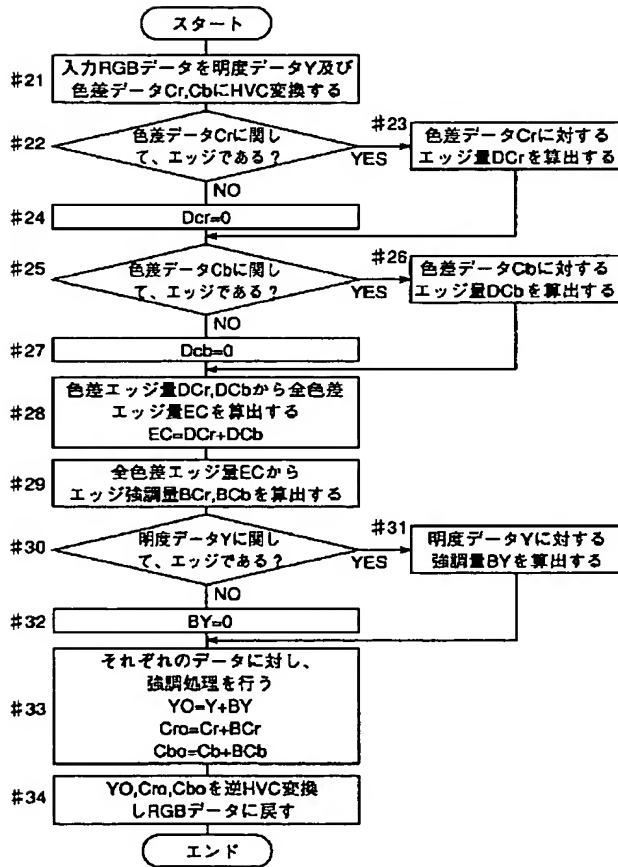 スタート
#21
入力RGBデータを明度データY及び
色差データCr,CbにHVC変換する
#22
色差データCrに関し
て、エッジである?
YES
NO
#23
色差データCrに対する
エッジ量DCrを算出する
#24
Dcr=0
#25
色差データCbに関し
て、エッジである?
YES
NO
#26
色差データCbに対する
エッジ量DCbを算出する
#27
Dcb=0
#28
色差エッジ量DCr,DCbから全色差
エッジ量ECを算出する
EC=DCr+DCb
#29
全色差エッジ量ECから
エッジ強調量BCr,BCbを算出する
#30
明度データYに関し
て、エッジである?
YES
NO
#31
明度データYに対する
強調量BYを算出する
#32
BY=0
#33
それぞれのデータに対し、
強調処理を行う
YO=Y+BY
Cro=Cr+BCr
Cbo=Cb+BCb
#34
YO,Cro,Cboを逆HVC変換
しRGBデータに戻す
エンド